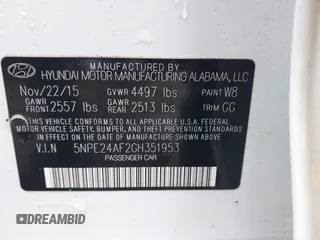 MANUFACTURED BY
HYUNDAI MOTOR MANUFACTURING ALABAMA, LLC
Nov/22/15 GVWR 4497 lbs PAINT W8
GAWR FRONT 2557 lbs GAWR REAR 2513 lbs TRIM GG
THIS VEHICLE CONFORMS TO ALL APPLICABLE
FEDERAL MOTOR VEHICLE SAFETY, BUMPER, AND
THEFT PREVENTION STANDARDS IN EFFECT ON
THE DATE OF MANUFACTURE SHOWN ABOVE.
V.I.N 5NPE24AF2GH351953
PASSENGER CAR
© STAT.VIN